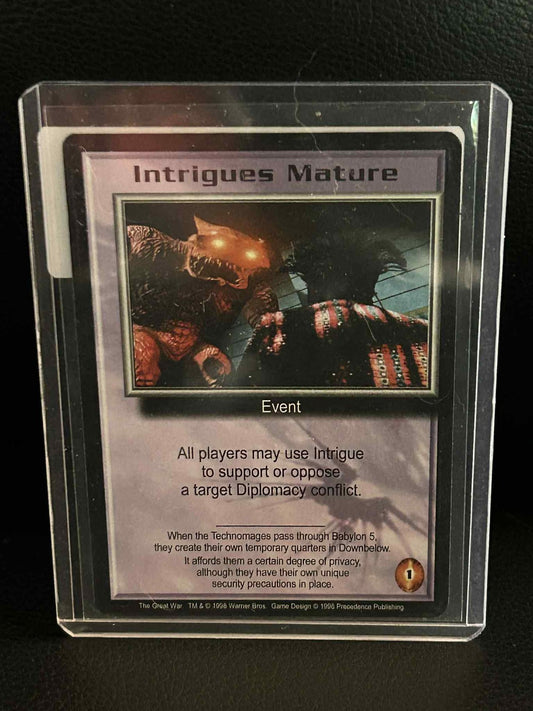 Intrigues Mature
Event
All players may use Intrigue
to support or oppose
a target Diplomacy conflict.
When the Technomages pass through Babylon 5,
they create their own temporary quarters in Downbelow.
It affords them a certain degree of privacy,
although they have their own unique
security precautions in place.
1
The Great War TM & © 1998 Warner Bros. Game Design © 1998 Precedence Publishing